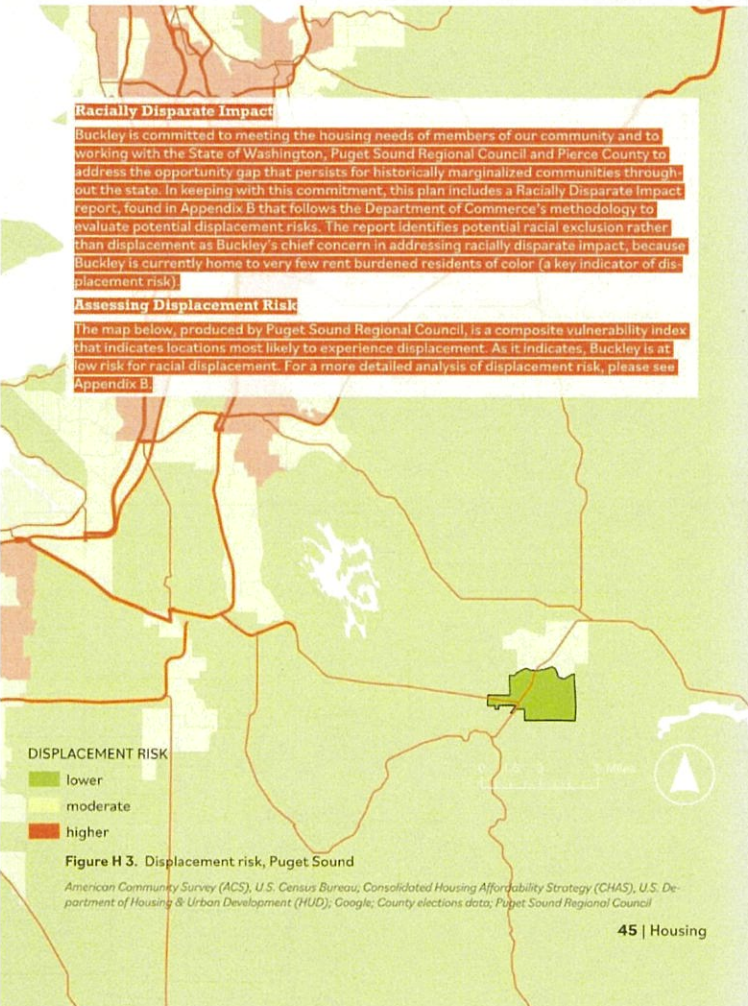 Racially Disparate Impact
Buckley is committed to meeting the housing needs of members of our community and to
working with the State of Washington, Puget Sound Regional Council and Pierce County to
address the opportunity gap that persists for historically marginalized communities through-
out the state. In keeping with this commitment, this plan includes a Racially Disparate Impact
report, found in Appendix B that follows the Department of Commerce's methodology to
evaluate potential displacement risks. The report identifies potential racial exclusion rather
than displacement as Buckley's chief concern in addressing racially disparate impact, because
Buckley is currently home to very few rent burdened residents of color (a key indicator of dis-
placement risk).
Assessing Displacement Risk
The map below, produced by Puget Sound Regional Council, is a composite vulnerability index
that indicates locations most likely to experience displacement. As it indicates, Buckley is at
low risk for racial displacement. For a more detailed analysis of displacement risk, please see
Appendix B.
DISPLACEMENT RISK
lower
moderate
higher
Figure H 3. Displacement risk, Puget Sound
American Community Survey (ACS), U.S. Census Bureau; Consolidated Housing Affordability Strategy (CHAS), U.S. De-
partment of Housing & Urban Development (HUD); Google; County elections data; Puget Sound Regional Council
45 | Housing